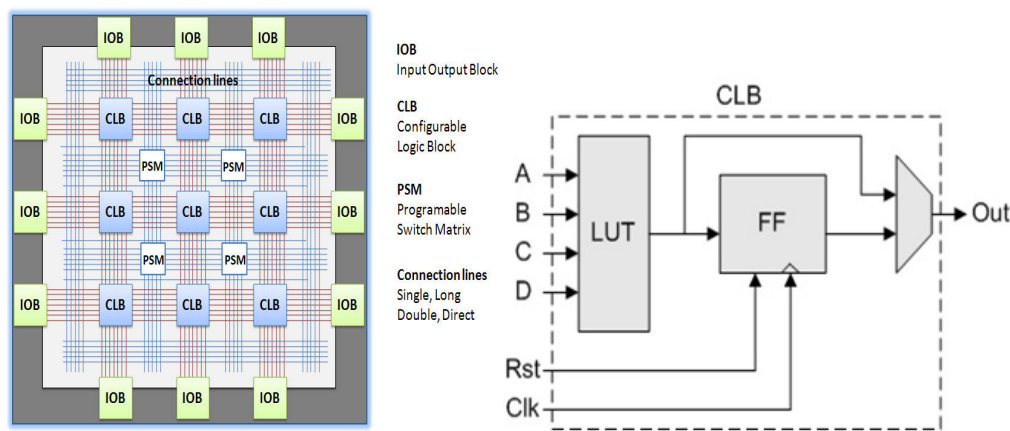 IOB IOB IOB
Connection lines
IOB CLB CLB CLB IOB
PSM PSM
IOB CLB CLB CLB IOB
PSM PSM
IOB CLB CLB CLB IOB
IOB IOB IOB
IOB
Input Output Block
CLB
Configurable
Logic Block
PSM
Programable
Switch Matrix
Connection lines
Single, Long
Double, Direct
CLB
A
B
C
D
LUT
FF
Out
Rst
Clk